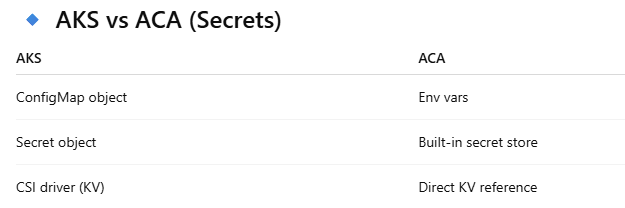 AKS vs ACA (Secrets)
AKS ACA
ConfigMap object Env vars
Secret object Built-in secret store
CSI driver (KV) Direct KV reference